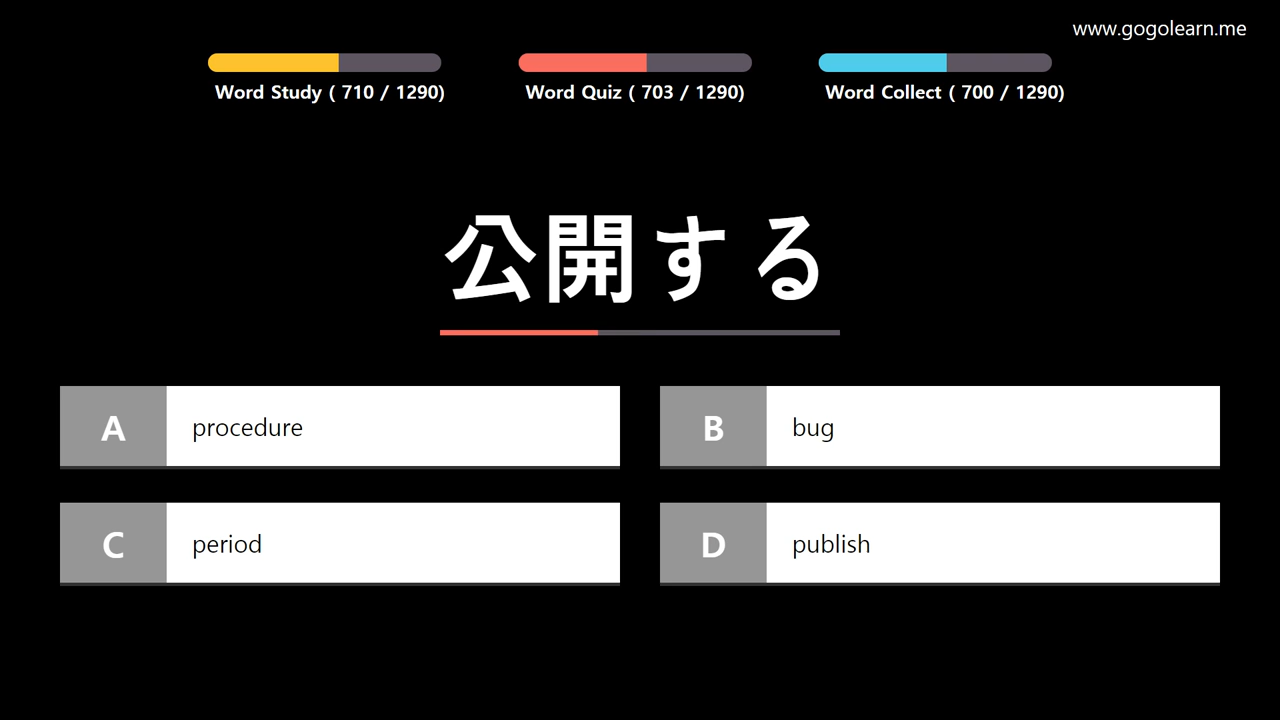 www.gogolearn.me
Word Study ( 710 / 1290)
Word Quiz ( 703 / 1290)
Word Collect ( 700 / 1290)
公開する
A procedure
B bug
C period
D publish